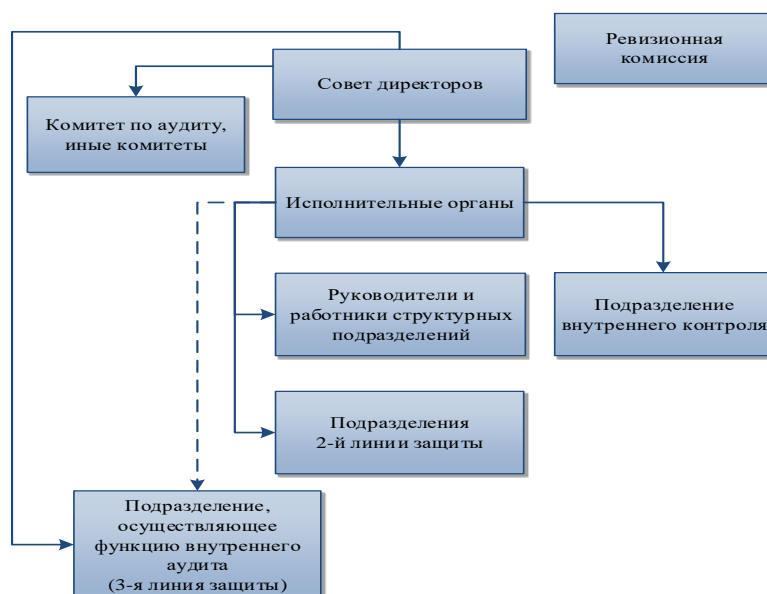 Ревизионная
комиссия
Совет директоров
Комитет по аудиту,
иные комитеты
Исполнительные органы
Руководители и
работники структурных
подразделений
Подразделение
внутреннего контроля
Подразделения
2-й линии защиты
Подразделение,
осуществляющее
функцию внутреннего
аудита
(3-я линия защиты)